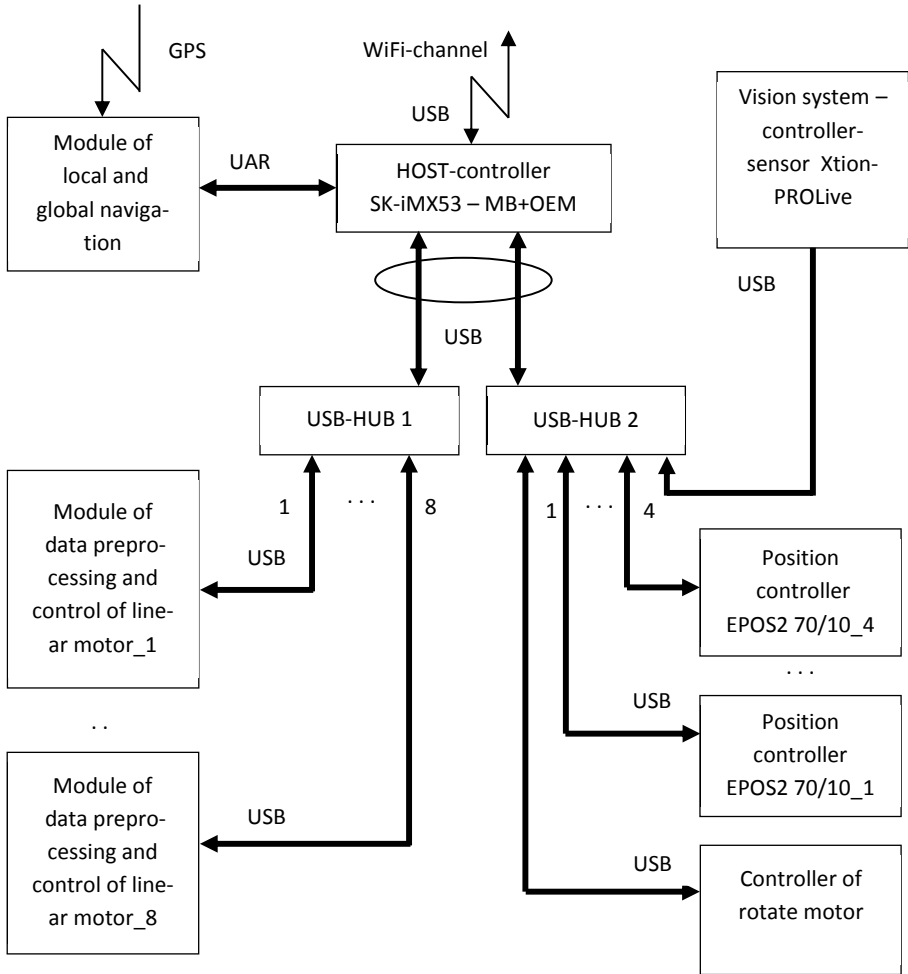 GPS
WiFi-channel
USB
Module of
local and
global naviga-
tion
UAR
HOST-controller
SK-iMX53 – MB+OEM
Vision system –
controller-
sensor Xtion-
PROLive
USB
USB
USB-HUB 1
USB-HUB 2
1
. . .
8
1
. . .
4
Module of
data prepro-
cessing and
control of line-
ar motor_1
USB
Position
controller
EPOS2 70/10_4
. . .
. .
USB
Position
controller
EPOS2 70/10_1
Module of
data prepro-
cessing and
control of line-
ar motor_8
USB
USB
Controller of
rotate motor